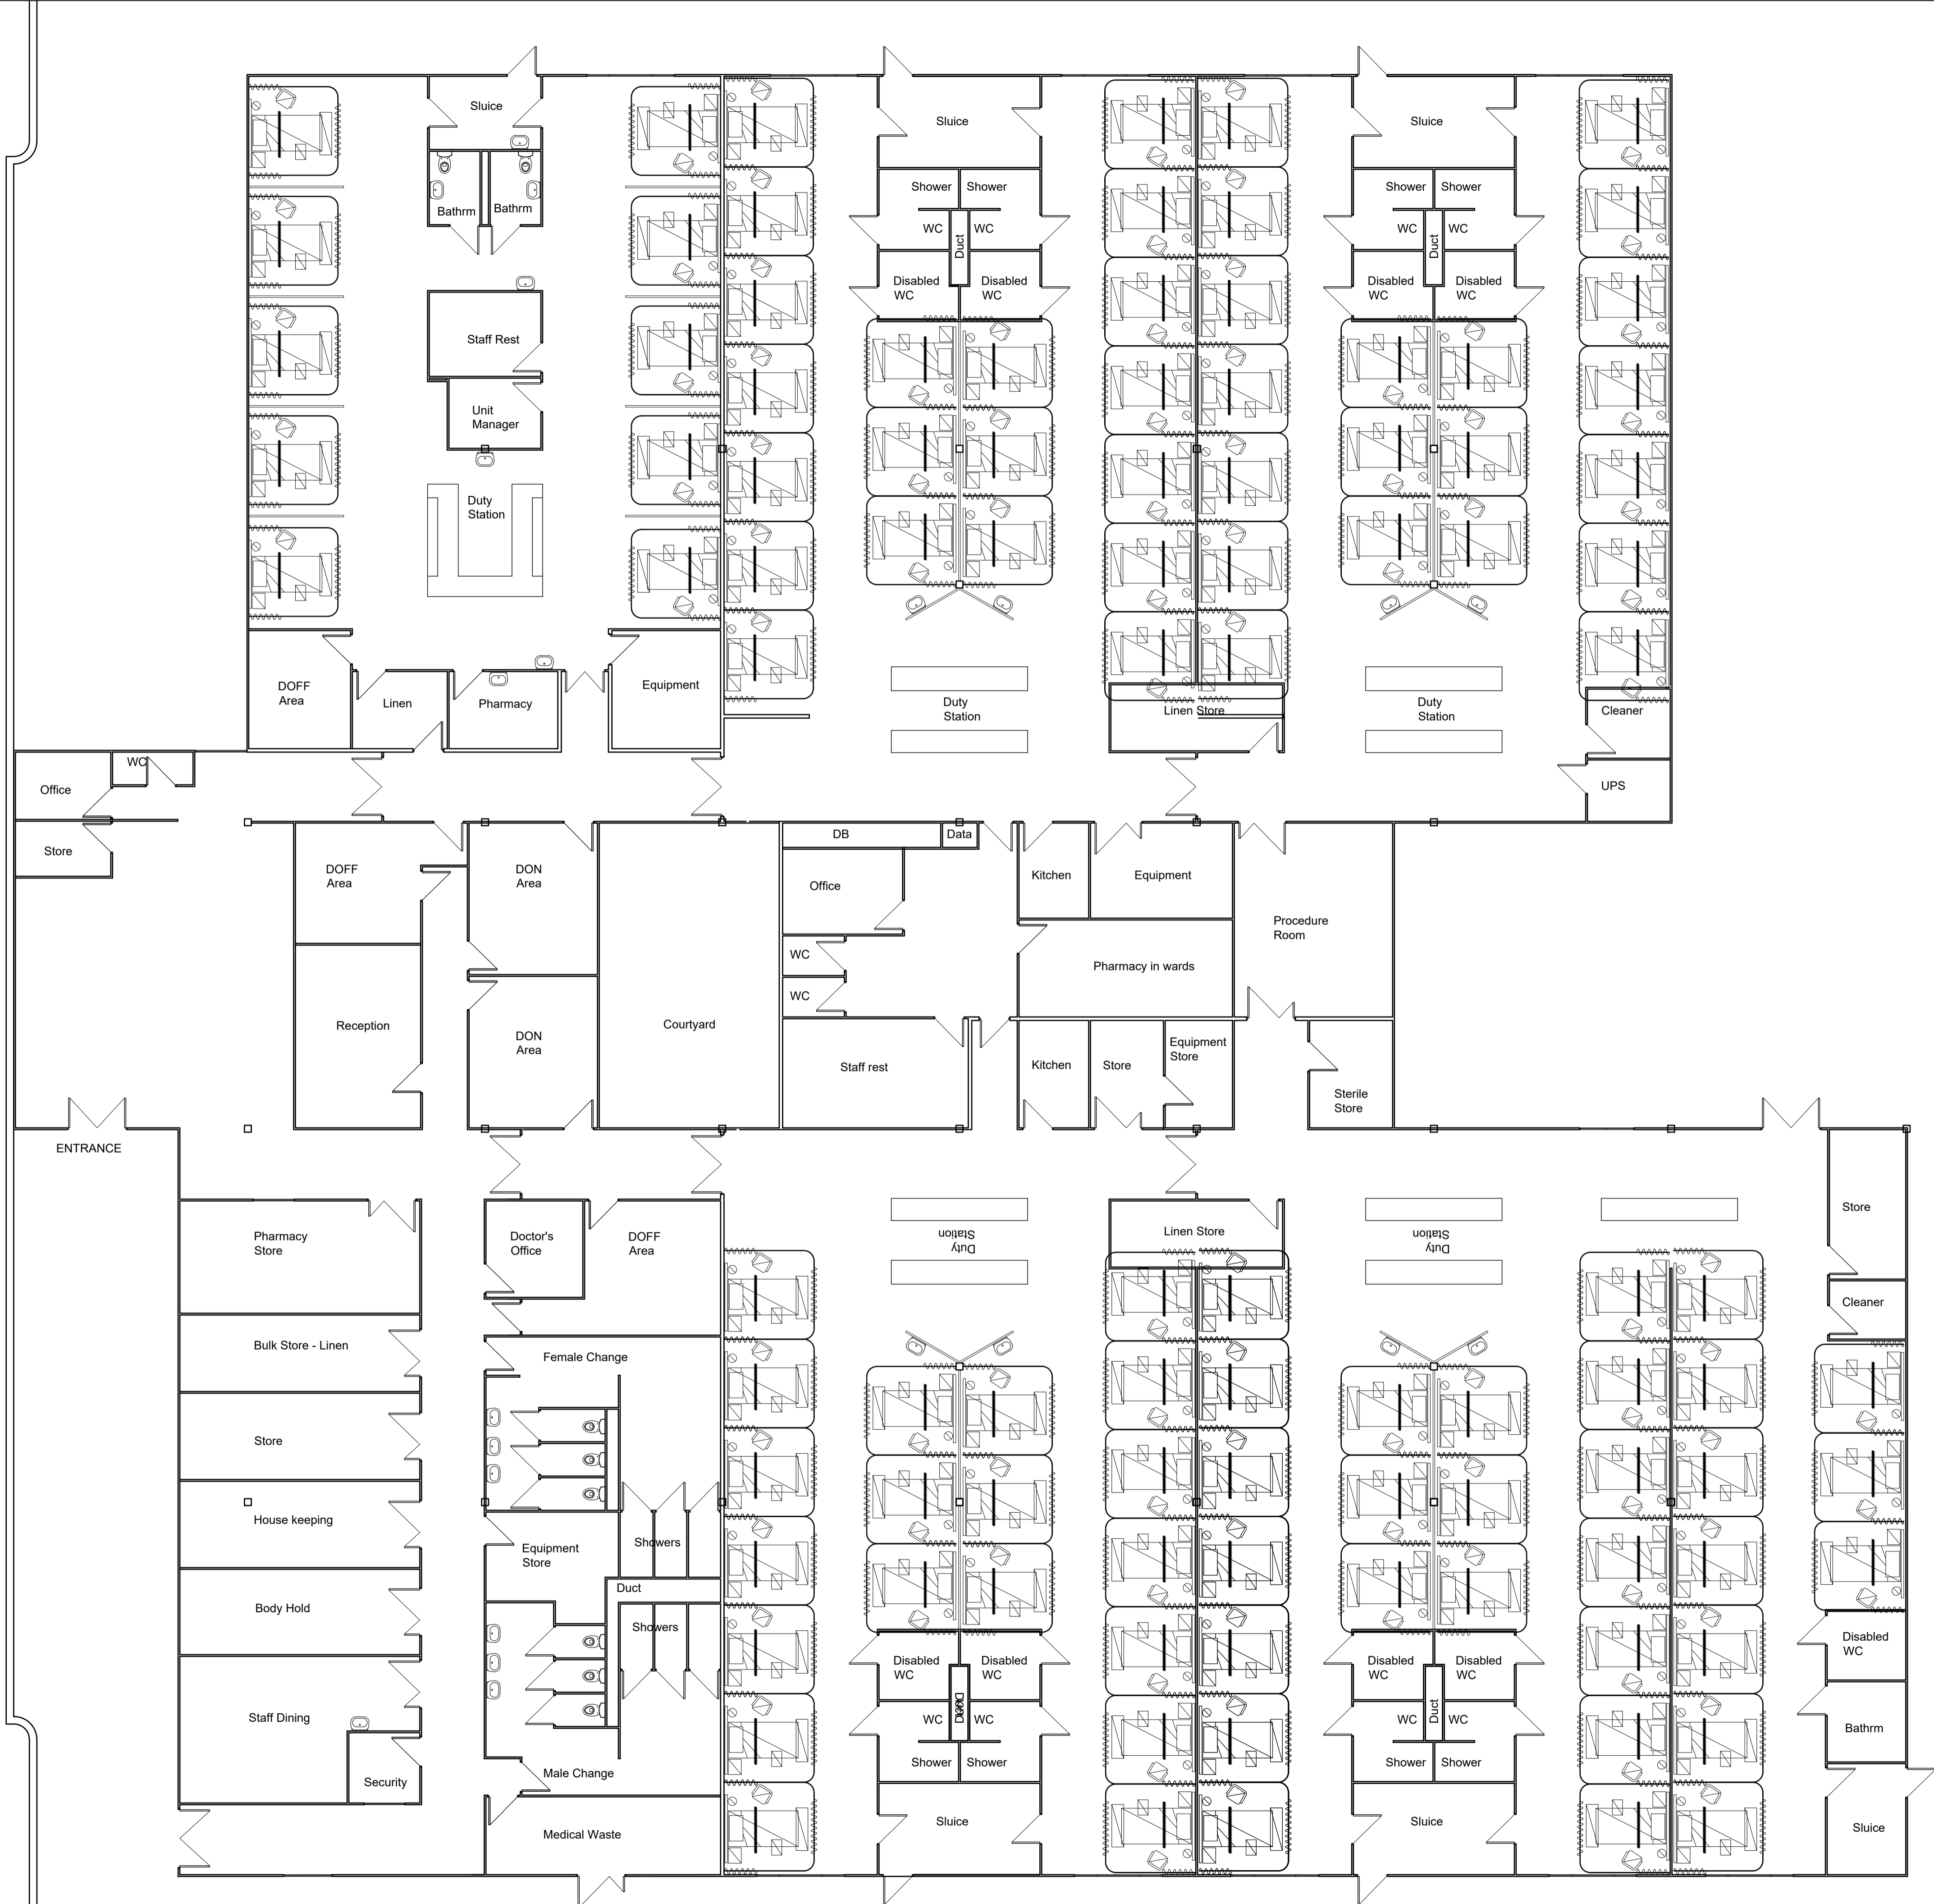 Sluice
Sluice
Sluice
Bathrm
Bathrm
Shower
Shower
Shower
Shower
WC
Duct
WC
WC
Duct
WC
Disabled
WC
Disabled
WC
Disabled
WC
Disabled
WC
Staff Rest
Unit
Manager
Duty
Station
DOFF
Area
Linen
Pharmacy
Equipment
Duty
Station
Linen Store
Duty
Station
Cleaner
WC
Office
UPS
Store
DB
Data
DOFF
Area
DON
Area
Office
Kitchen
Equipment
Procedure
Room
WC
Pharmacy in wards
WC
Reception
DON
Area
Courtyard
Staff rest
Kitchen
Store
Equipment
Store
Sterile
Store
ENTRANCE
Pharmacy
Store
Doctor's
Office
DOFF
Area
Duty
Station
Linen Store
Duty
Station
Store
Cleaner
Bulk Store - Linen
Female Change
Store
House keeping
Equipment
Store
Showers
Duct
Body Hold
Showers
Disabled
WC
Disabled
WC
Disabled
WC
Disabled
WC
Disabled
WC
Staff Dining
WC
Duct
WC
WC
Duct
WC
Bathrm
Shower
Shower
Shower
Shower
Security
Male Change
Medical Waste
Sluice
Sluice
Sluice